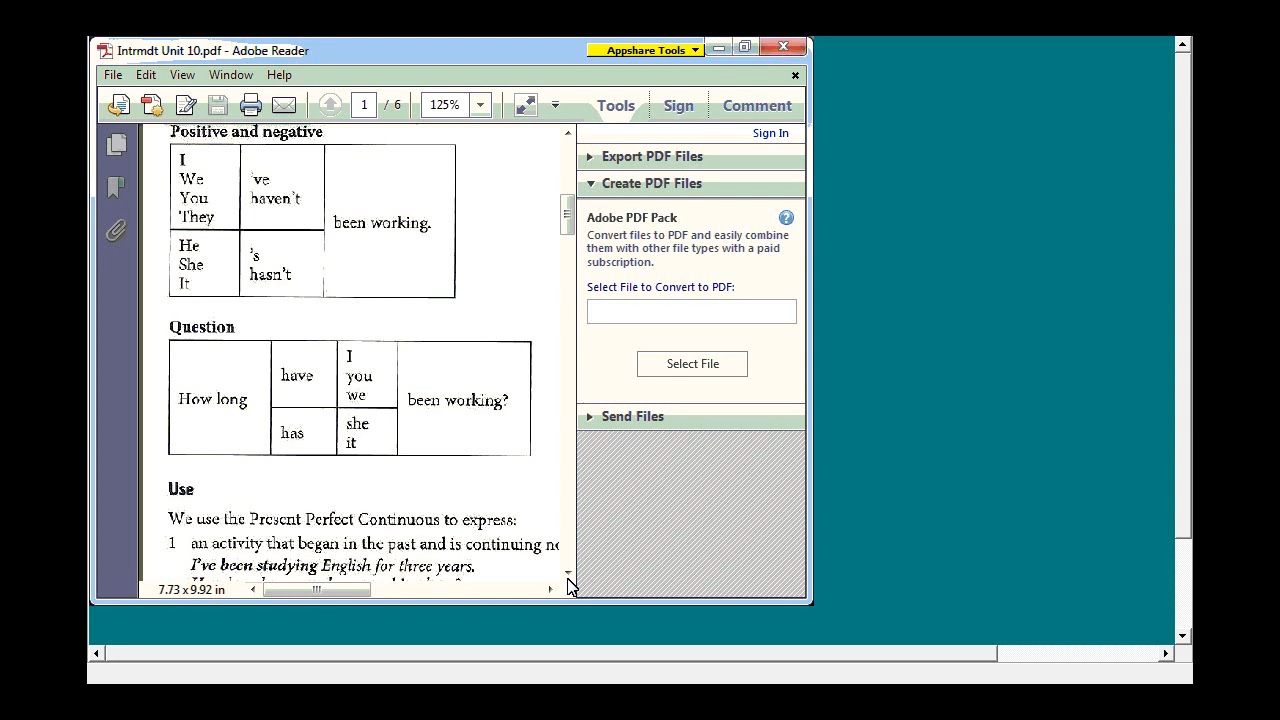 Intrmdt Unit 10.pdf - Adobe Reader
Appshare Tools
File Edit View Window Help
1 / 6 125% Tools Sign Comment
Sign In
Export PDF Files
Create PDF Files
Adobe PDF Pack
Convert files to PDF and easily combine
them with other file types with a paid
subscription.
Select File to Convert to PDF:
Select File
Send Files
Positive and negative
I
We
You
They
've
haven't
He
She
It
's
hasn't
been working.
Question
How long
have
I
you
we
has
she
it
been working?
Use
We use the Present Perfect Continuous to express:
1 an activity that began in the past and is continuing
I've been studying English for three years.
7.73 x 9.92 in